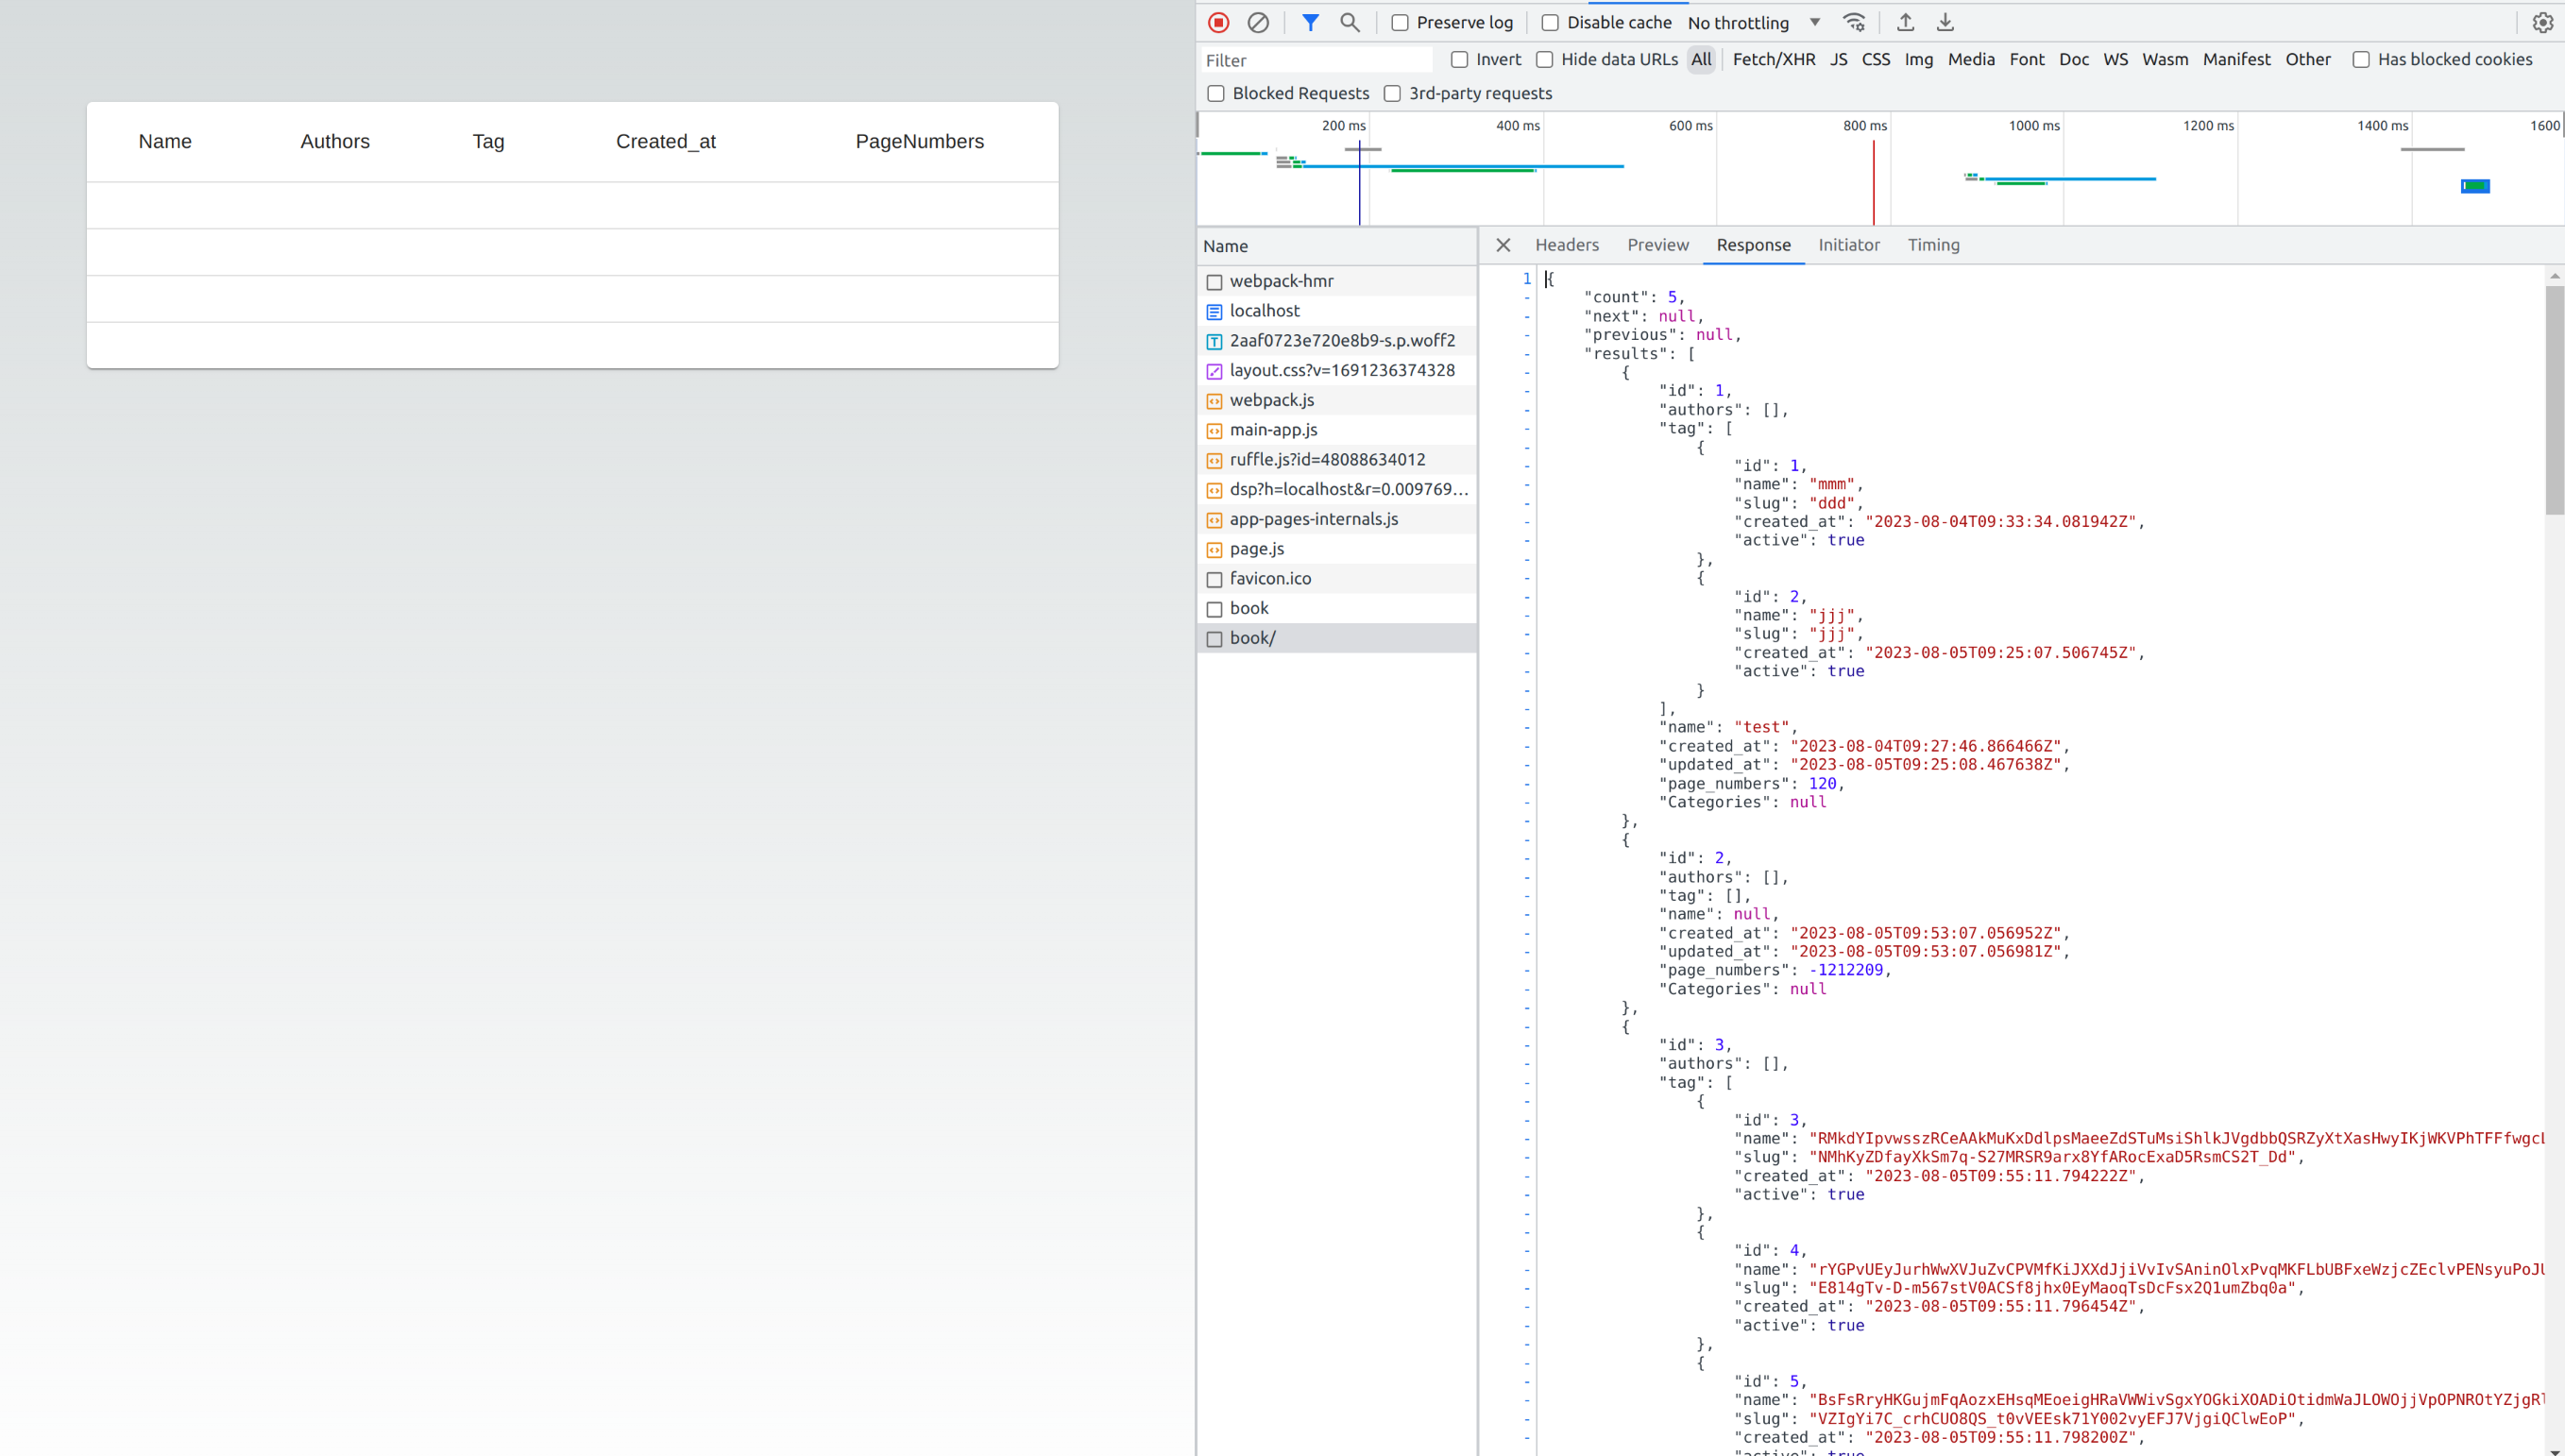 Name Authors Tag Created_at PageNumbers
Preserve log Disable cache No throttling
Filter Invert Hide data URLs All Fetch/XHR JS CSS Img Media Font Doc WS Wasm Manifest Other Has blocked cookies
Blocked Requests 3rd-party requests
200 ms 400 ms 600 ms 800 ms 1000 ms 1200 ms 1400 ms 1600
Name
webpack-hmr
localhost
2aaf0723e720e8b9-s.p.woff2
layout.css?v=1691236374328
webpack.js
main-app.js
ruffle.js?id=48088634012
dsp?h=localhost&r=0.009769...
app-pages-internals.js
page.js
favicon.ico
book
book/
Headers Preview Response Initiator Timing
1 {
- "count": 5,
- "next": null,
- "previous": null,
- "results": [
- {
- "id": 1,
- "authors": [],
- "tag": [
- {
- "id": 1,
- "name": "mmm",
- "slug": "ddd",
- "created_at": "2023-08-04T09:33:34.081942Z",
- "active": true
- },
- {
- "id": 2,
- "name": "jjj",
- "slug": "jjj",
- "created_at": "2023-08-05T09:25:07.506745Z",
- "active": true
- }
- ],
- "name": "test",
- "created_at": "2023-08-04T09:27:46.866466Z",
- "updated_at": "2023-08-05T09:25:08.467638Z",
- "page_numbers": 120,
- "Categories": null
- },
- {
- "id": 2,
- "authors": [],
- "tag": [],
- "name": null,
- "created_at": "2023-08-05T09:53:07.056952Z",
- "updated_at": "2023-08-05T09:53:07.056981Z",
- "page_numbers": -1212209,
- "Categories": null
- },
- {
- "id": 3,
- "authors": [],
- "tag": [
- {
- "id": 3,
- "name": "RMkdYIpvwsszRCeAAkMuKxDdlpsMaeeZdSTuMsiShlkJVgdbbQSRZyXtXasHwyIKjWKVPhTFFfwgcL
- "slug": "NMhKyZDfayXkSm7q-S27MRSR9arx8YfARocExaD5RsmCS2T_Dd",
- "created_at": "2023-08-05T09:55:11.794222Z",
- "active": true
- },
- {
- "id": 4,
- "name": "rYGPvUEyJurhWwXVJuZvCPVMfKiJXXdJjiVvIvSAninOlxPvqMKFLbUBFxeWzjcZEclvPENsyuPoJU
- "slug": "E814gTv-D-m567stV0ACSf8jhx0EyMaoqTsDcFsx2Q1umZbq0a",
- "created_at": "2023-08-05T09:55:11.796454Z",
- "active": true
- },
- {
- "id": 5,
- "name": "BsFsRryHKGujmFqAozxEHsqMEoeigHRaVWWivSgxYOGkiXOADiOtidmWaJLOWOjjVpOPNROtYZjgRl
- "slug": "VZIgYi7C_crhCUO8QS_t0vVEEsk71Y002vyEFJ7VjgiQClwEoP",
- "created_at": "2023-08-05T09:55:11.798200Z",
"active": true